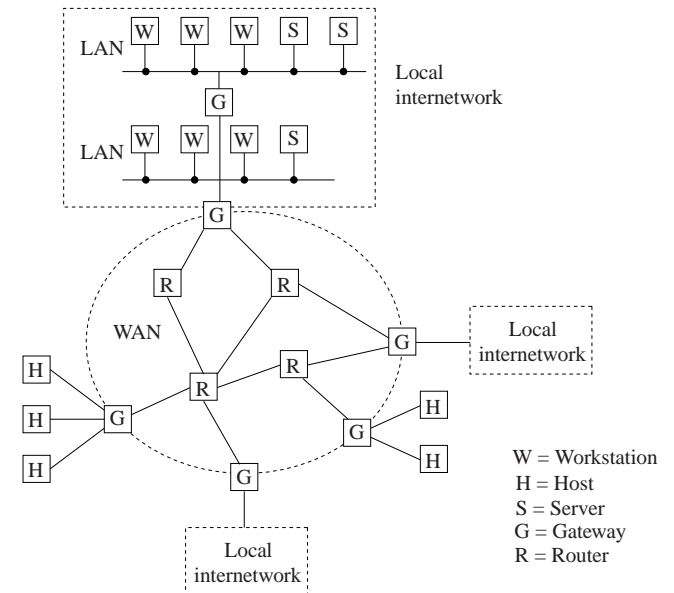 W W W S S
LAN
Local
internetwork
G
W W W S
LAN
G
R R
WAN
G
Local
internetwork
H
R
R
H
G
H
G
H
H
H
G
W = Workstation
H = Host
S = Server
G = Gateway
R = Router
Local
internetwork